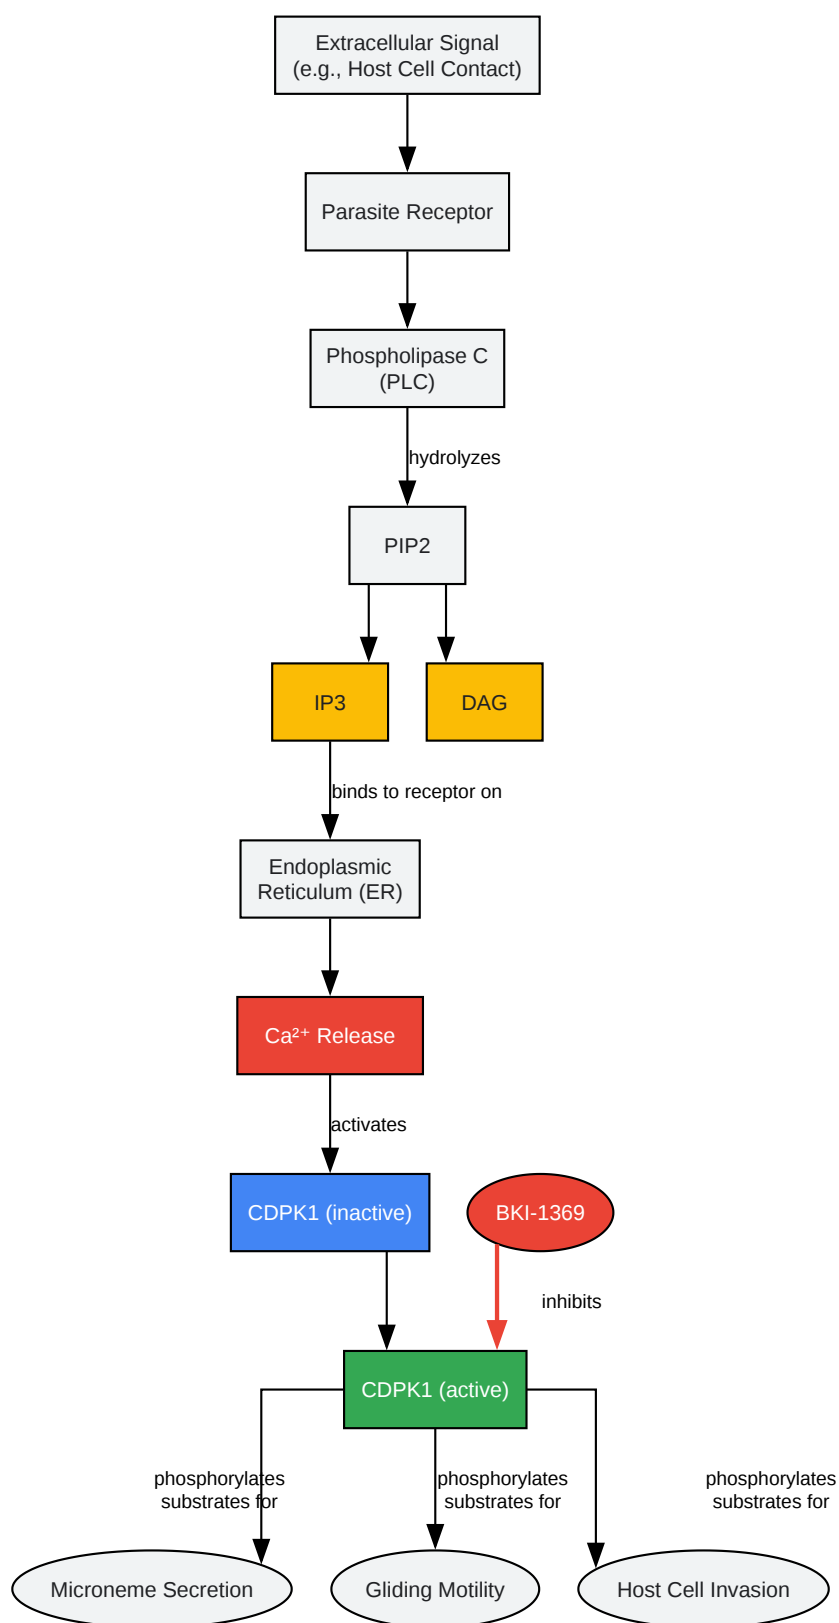 Extracellular Signal
(e.g., Host Cell Contact)
Parasite Receptor
Phospholipase C
(PLC)
hydrolyzes
PIP2
IP3
DAG
binds to receptor on
Endoplasmic
Reticulum (ER)
Ca²⁺ Release
activates
CDPK1 (inactive)
BKI-1369
inhibits
CDPK1 (active)
phosphorylates
substrates for
phosphorylates
substrates for
phosphorylates
substrates for
Microneme Secretion
Gliding Motility
Host Cell Invasion